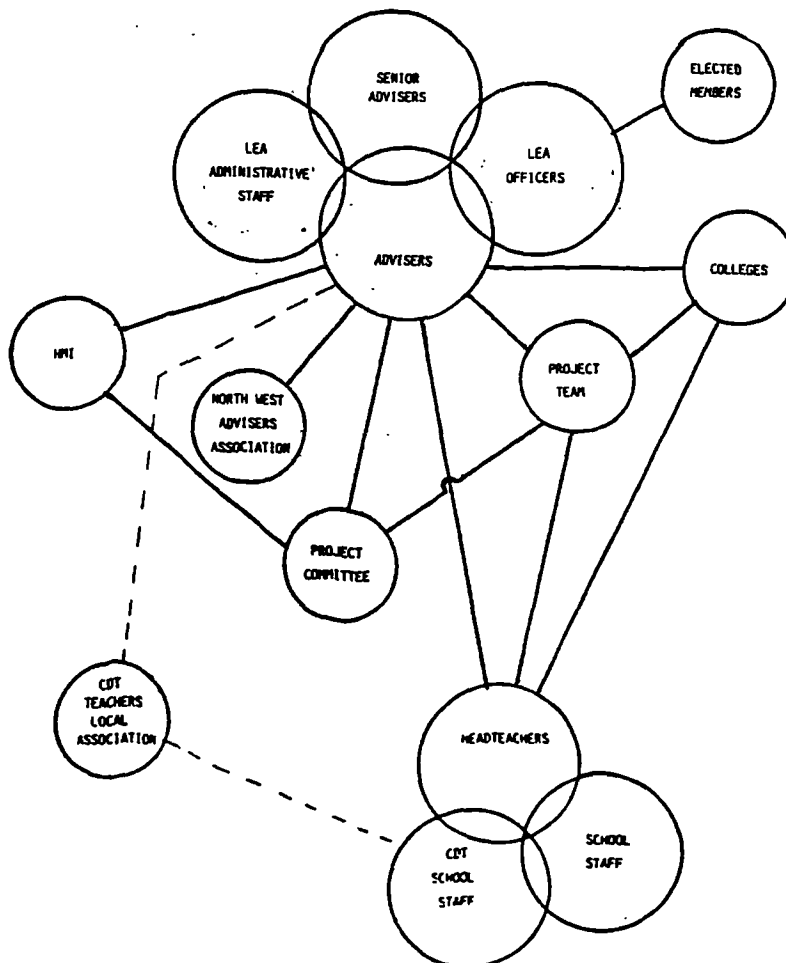 SENIOR
ADVISERS
ELECTED
MEMBERS
LEA
ADMINISTRATIVE'
STAFF
LEA
OFFICERS
ADVISERS
COLLEGES
HMI
PROJECT
TEAM
NORTH WEST
ADVISERS
ASSOCIATION
PROJECT
COMMITTEE
CDT
TEACHERS
LOCAL
ASSOCIATION
HEADTEACHERS
SCHOOL
STAFF
CDT
SCHOOL
STAFF